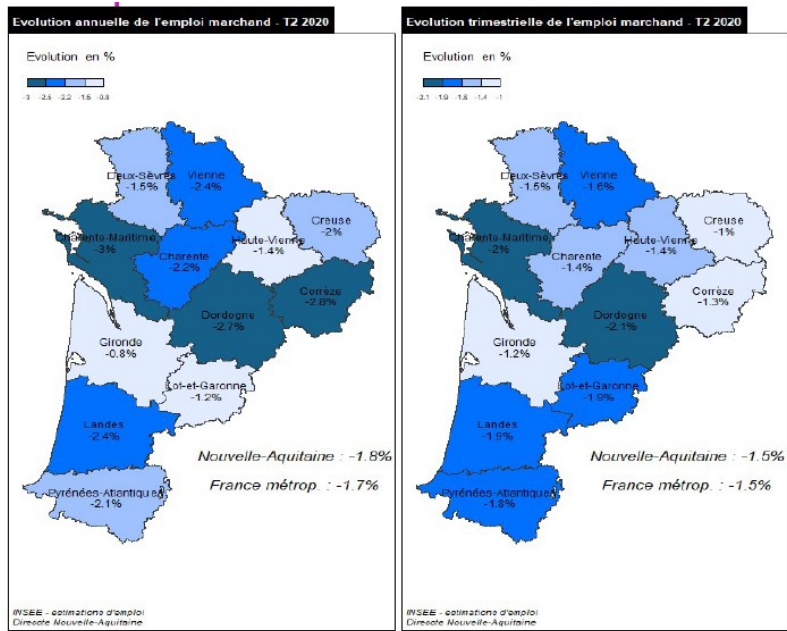 Evolution annuelle de l'emploi marchand - T2 2020
Evolution en %
-3 -2.2 -1.5 -0.8
Deux-Sèvres
-1.5%
Vienne
-2.4%
Charente-Maritime
-3%
Charente
-2.2%
Haute-Vienne
-1.4%
Creuse
-2%
Corrèze
-2.8%
Dordogne
-2.7%
Gironde
-0.8%
Lot-et-Garonne
-1.2%
Landes
-2.4%
Pyrénées-Atlantiques
-2.1%
Nouvelle-Aquitaine : -1.8%
France métrop. : -1.7%
INSEE - estimations d'emploi
Direccte Nouvelle-Aquitaine
Evolution trimestrielle de l'emploi marchand - T2 2020
Evolution en %
-2.1 -1.9 -1.4 -1
Deux-Sèvres
-1.5%
Vienne
-1.6%
Charente-Maritime
-2%
Charente
-1.4%
Haute-Vienne
-1.4%
Creuse
-1%
Corrèze
-1.3%
Dordogne
-2.1%
Gironde
-1.2%
Lot-et-Garonne
-1.9%
Landes
-1.9%
Pyrénées-Atlantiques
-1.8%
Nouvelle-Aquitaine : -1.5%
France métrop. : -1.5%
INSEE - estimations d'emploi
Direccte Nouvelle-Aquitaine